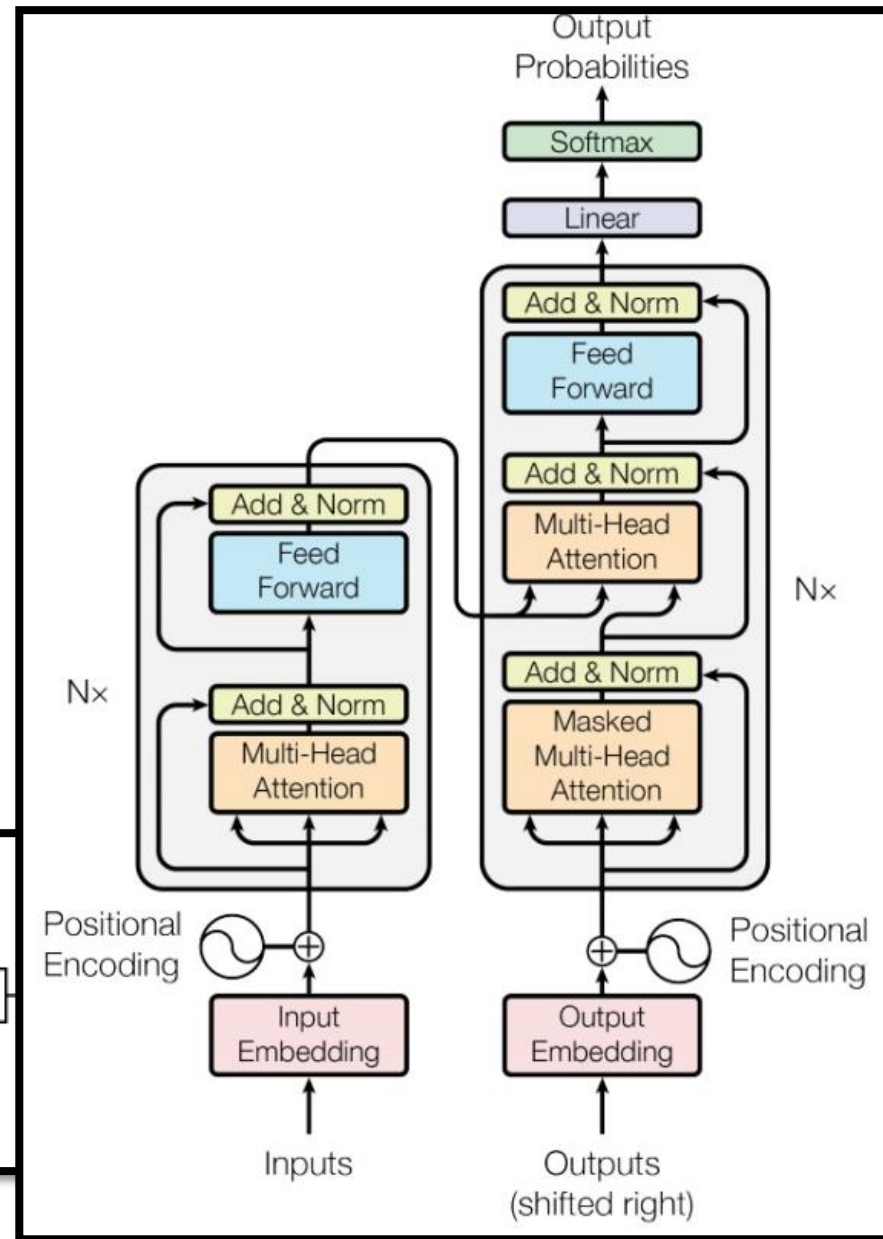 Output
Probabilities
Softmax
Linear
Add & Norm
Feed
Forward
Add & Norm
Multi-Head
Attention
Nx
Add & Norm
Masked
Multi-Head
Attention
Add & Norm
Feed
Forward
Nx
Add & Norm
Multi-Head
Attention
Positional
Encoding
Positional
Encoding
Input
Embedding
Output
Embedding
Inputs
Outputs
(shifted right)